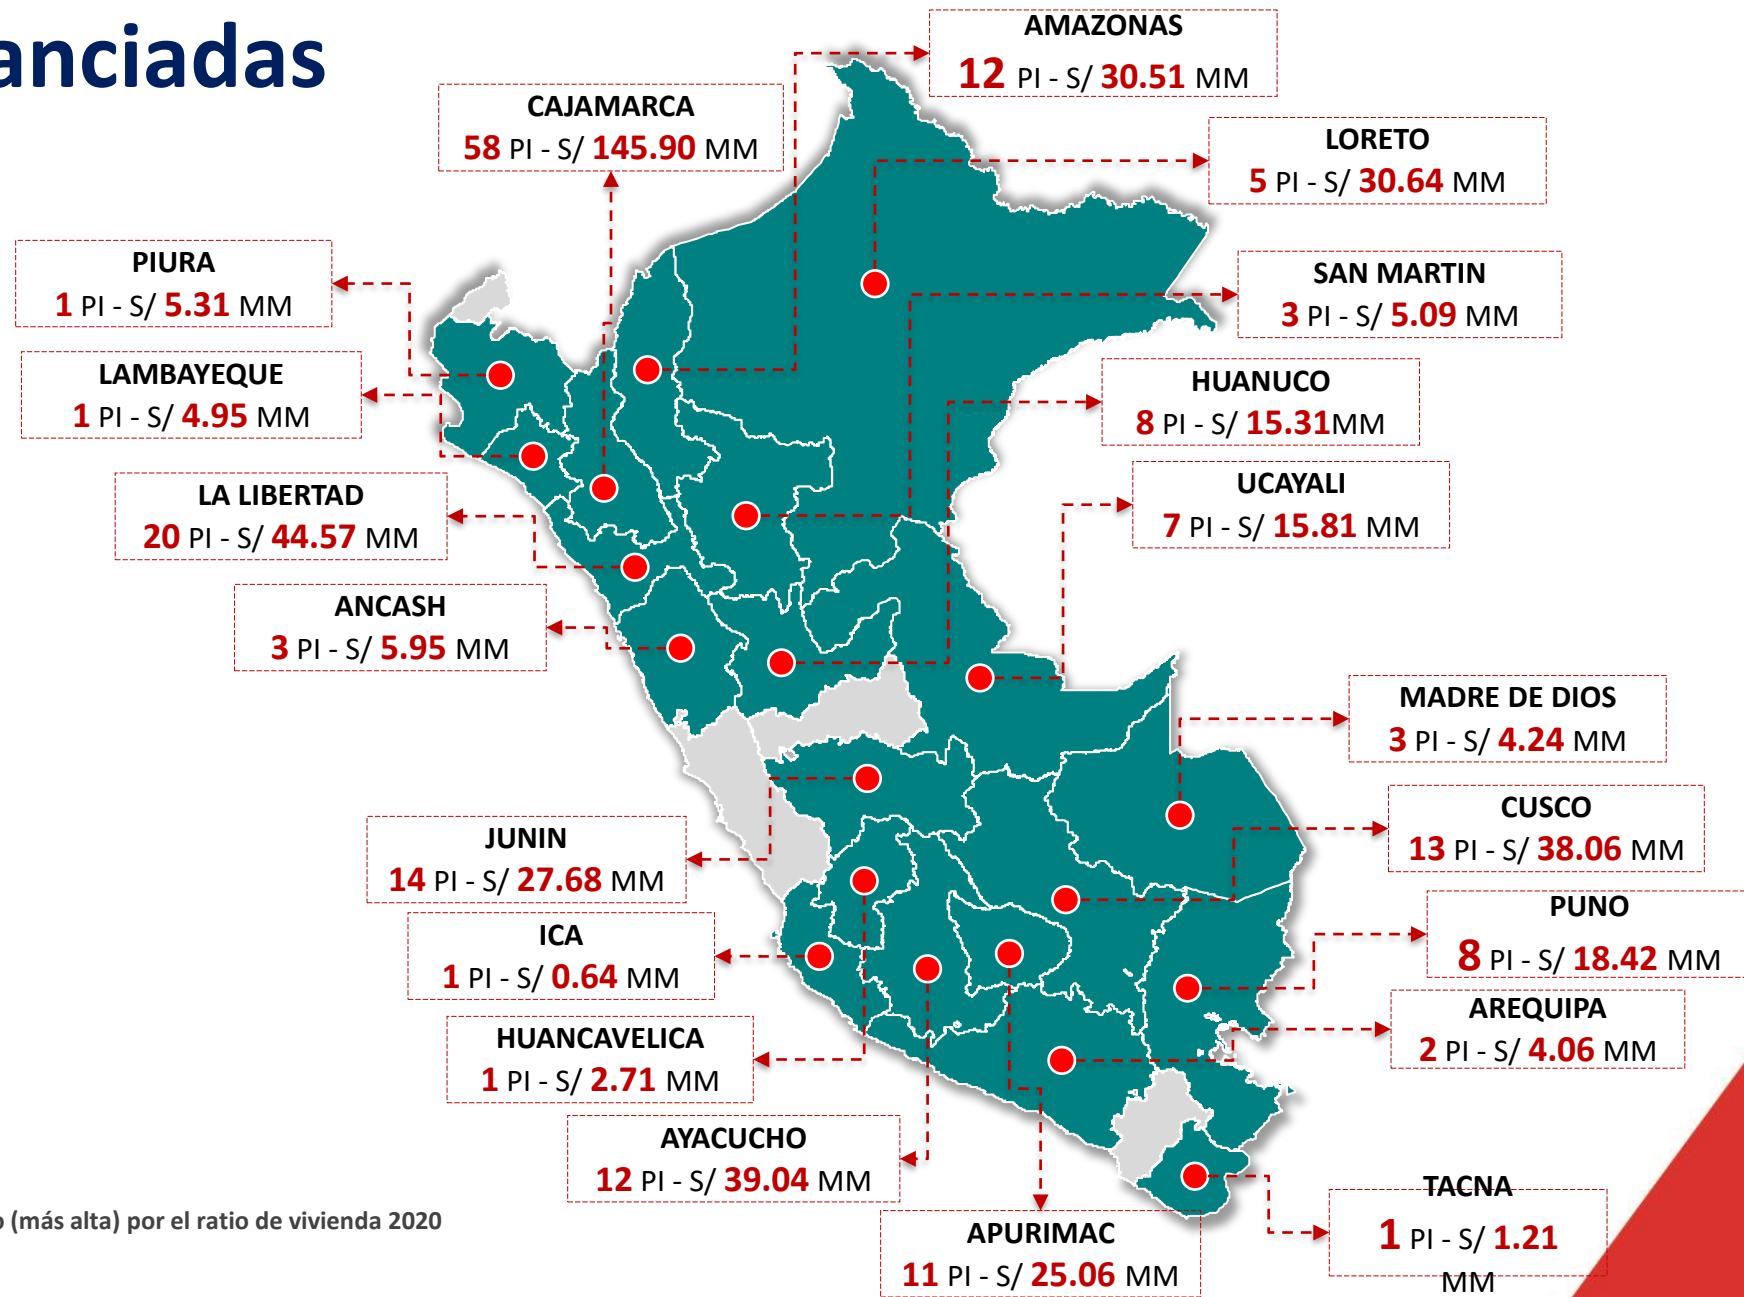 anciadas
AMAZONAS
12 PI - S/ 30.51 MM
CAJAMARCA
58 PI - S/ 145.90 MM
LORETO
5 PI - S/ 30.64 MM
PIURA
1 PI - S/ 5.31 MM
SAN MARTIN
3 PI - S/ 5.09 MM
LAMBAYEQUE
1 PI - S/ 4.95 MM
HUANUCO
8 PI - S/ 15.31MM
LA LIBERTAD
20 PI - S/ 44.57 MM
UCAYALI
7 PI - S/ 15.81 MM
ANCASH
3 PI - S/ 5.95 MM
MADRE DE DIOS
3 PI - S/ 4.24 MM
JUNIN
14 PI - S/ 27.68 MM
CUSCO
13 PI - S/ 38.06 MM
ICA
1 PI - S/ 0.64 MM
PUNO
8 PI - S/ 18.42 MM
HUANCAVELICA
1 PI - S/ 2.71 MM
AREQUIPA
2 PI - S/ 4.06 MM
AYACUCHO
12 PI - S/ 39.04 MM
APURIMAC
11 PI - S/ 25.06 MM
TACNA
1 PI - S/ 1.21
MM
o (más alta) por el ratio de vivienda 2020